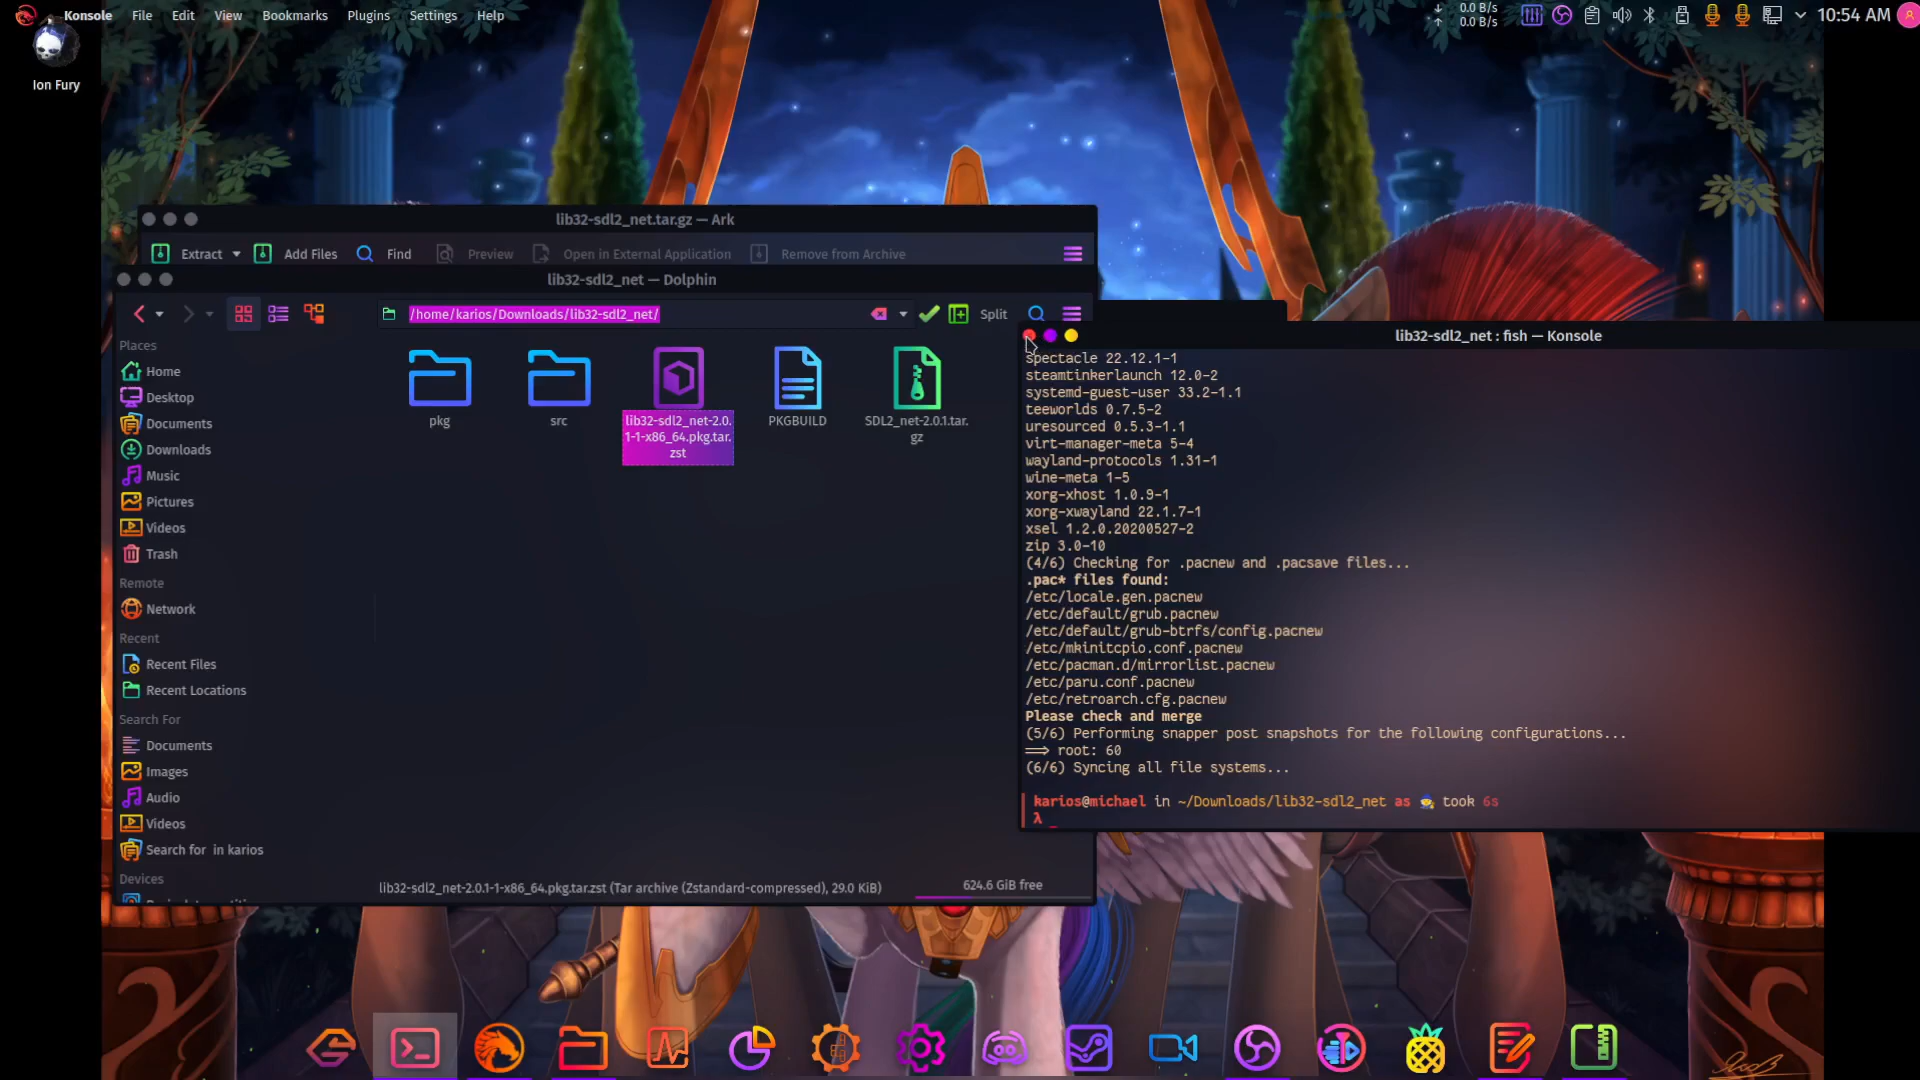 Konsole File Edit View Bookmarks Plugins Settings Help
0.0 B/s
0.0 B/s
10:54 AM
Ion Fury
lib32-sdl2_net.tar.gz — Ark
Extract Add Files Find Preview Open in External Application Remove from Archive
lib32-sdl2_net — Dolphin
/home/karios/Downloads/lib32-sdl2_net/
Split
Places
Home
Desktop
Documents
Downloads
Music
Pictures
Videos
Trash
Remote
Network
Recent
Recent Files
Recent Locations
Search For
Documents
Images
Audio
Videos
Search for in karios
Devices
pkg
src
lib32-sdl2_net-2.0.
1-1-x86_64.pkg.tar.
zst
PKGBUILD
SDL2_net-2.0.1.tar.
gz
lib32-sdl2_net-2.0.1-1-x86_64.pkg.tar.zst (Tar archive (Zstandard-compressed), 29.0 KiB)
624.6 GiB free
lib32-sdl2_net : fish — Konsole
spectacle 22.12.1-1
steamtinkerlaunch 12.0-2
systemd-guest-user 33.2-1.1
teeworlds 0.7.5-2
uresourced 0.5.3-1.1
virt-manager-meta 5-4
wayland-protocols 1.31-1
wine-meta 1-5
xorg-xhost 1.0.9-1
xorg-xwayland 22.1.7-1
xsel 1.2.0.20200527-2
zip 3.0-10
(4/6) Checking for .pacnew and .pacsave files...
.pac* files found:
/etc/locale.gen.pacnew
/etc/default/grub.pacnew
/etc/default/grub-btrfs/config.pacnew
/etc/mkinitcpio.conf.pacnew
/etc/pacman.d/mirrorlist.pacnew
/etc/paru.conf.pacnew
/etc/retroarch.cfg.pacnew
Please check and merge
(5/6) Performing snapper post snapshots for the following configurations...
⟹ root: 60
(6/6) Syncing all file systems...
karios@michael in ~/Downloads/lib32-sdl2_net as 🧙 took 6s
λ